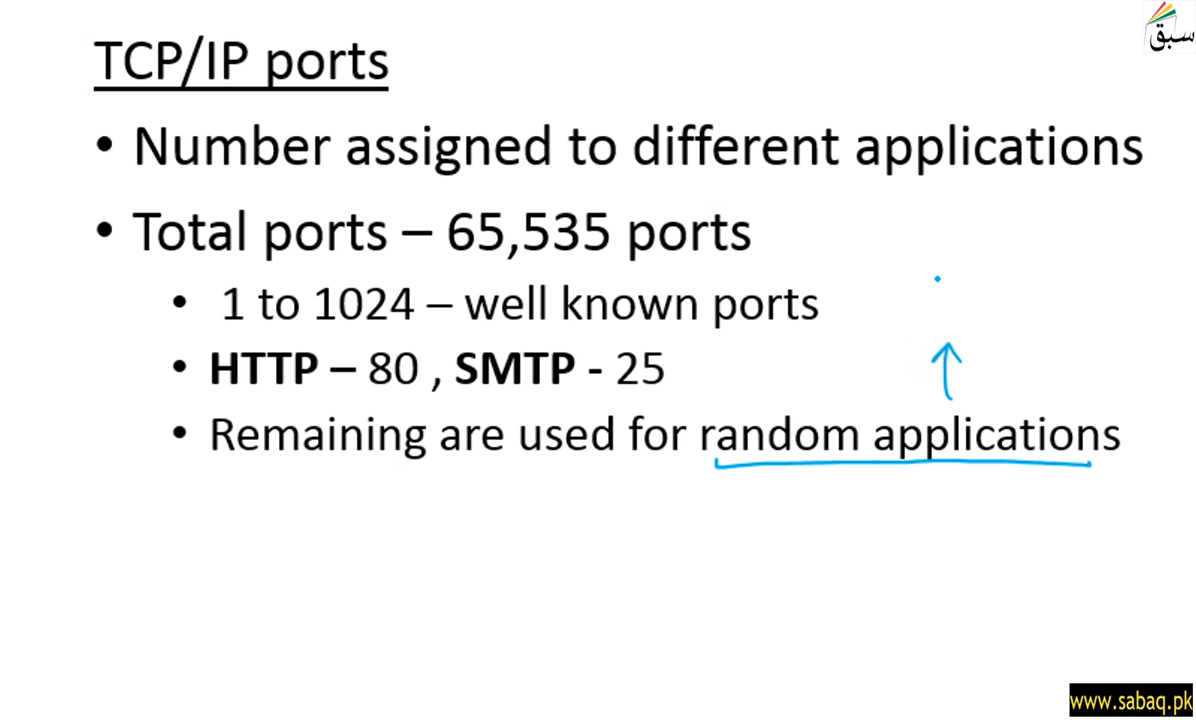 سبق
TCP/IP ports
• Number assigned to different applications
• Total ports – 65,535 ports
• 1 to 1024 – well known ports
• HTTP – 80 , SMTP - 25
• Remaining are used for random applications
www.sabaq.pk